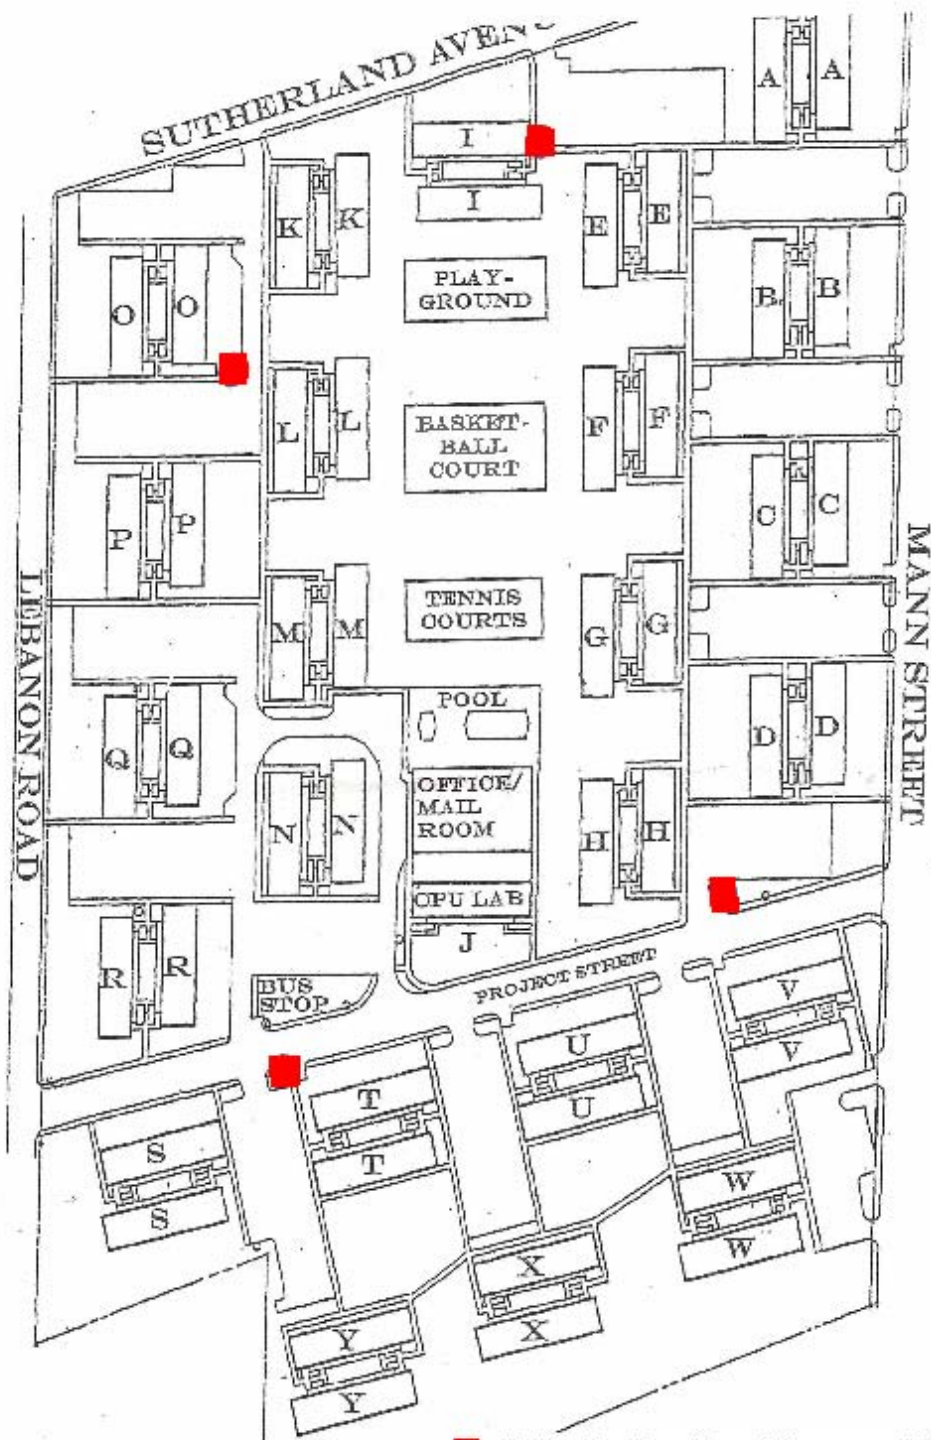 SUTHERLAND AVENU
A A
I
I
K K
E E
PLAY-
GROUND
B B
O O
L L
BASKET-
BALL
COURT
F F
P P
C C
LEBANON ROAD
MANN STREET
M M
TENNIS
COURTS
G G
POOL
Q Q
D D
OFFICE/
MAIL
ROOM
N N
H H
CPU LAB
J
R R
BUS
STOP
PROJECT STREET
V
V
U
U
T
T
S
S
W
W
X
X
Y
Y